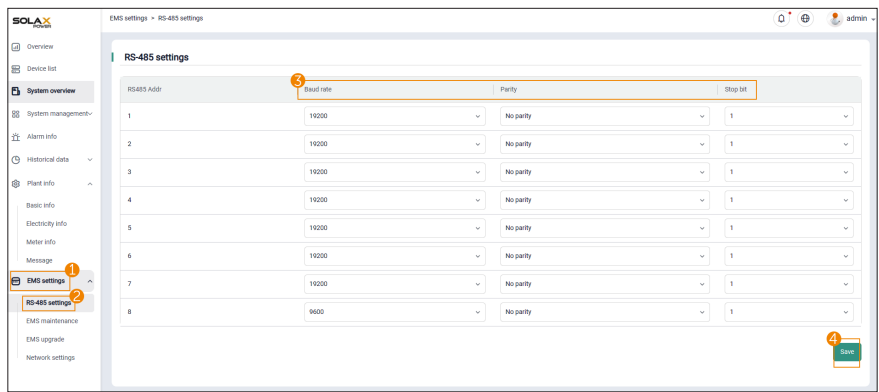 SOLAX
POWER
EMS settings > RS-485 settings
admin
Overview
Device list
System overview
System management
Alarm info
Historical data
Plant info
Basic info
Electricity info
Meter info
Message
1
EMS settings
2
RS-485 settings
EMS maintenance
EMS upgrade
Network settings
RS-485 settings
3
RS485 Addr Baud rate Parity Stop bit
1 19200 No parity 1
2 19200 No parity 1
3 19200 No parity 1
4 19200 No parity 1
5 19200 No parity 1
6 19200 No parity 1
7 19200 No parity 1
8 9600 No parity 1
4
Save